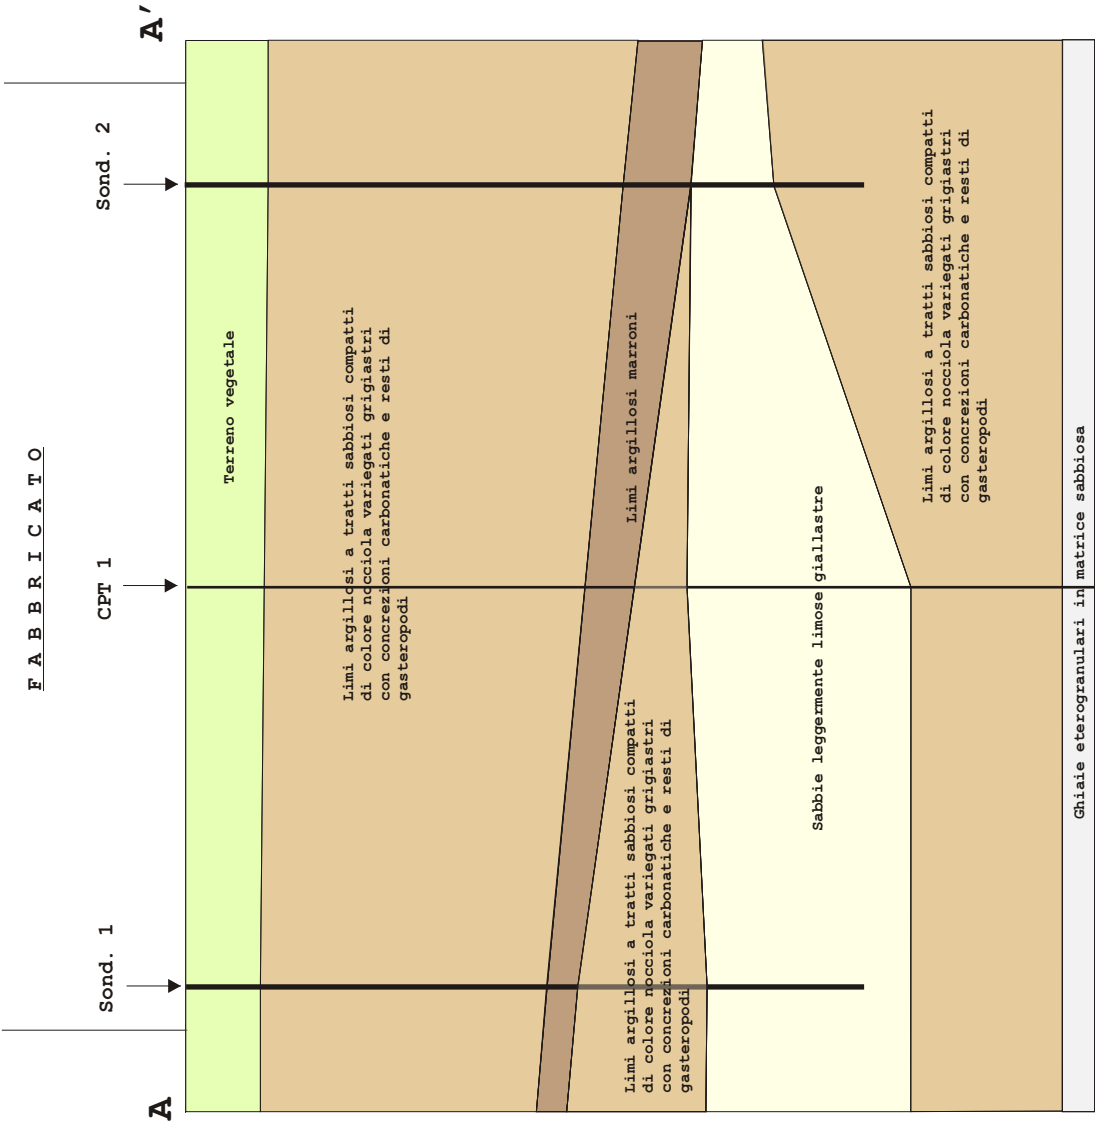 A
A'
F A B B R I C A T O
Sond. 1
CPT 1
Sond. 2
Terreno vegetale
Limi argillosi a tratti sabbiosi compatti
di colore nocciola variegati grigiastri
con concrezioni carbonatiche e resti di
gasteropodi
Limi argillosi marroni
Limi argillosi a tratti sabbiosi compatti
di colore nocciola variegati grigiastri
con concrezioni carbonatiche e resti di
gasteropodi
Sabbie leggermente limose giallastre
Limi argillosi a tratti sabbiosi compatti
di colore nocciola variegati grigiastri
con concrezioni carbonatiche e resti di
gasteropodi
Ghiaie eterogranulari in matrice sabbiosa